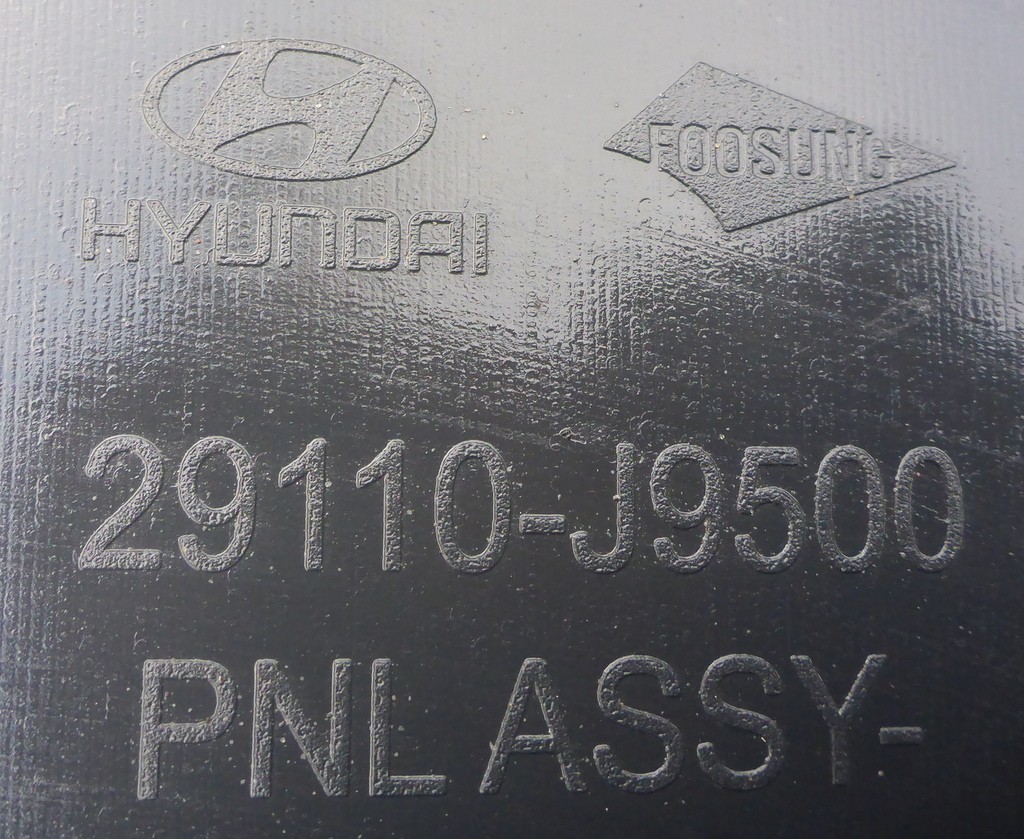 HYUNDAI
FOOSUNG
29110-J9500
PNL ASSY-